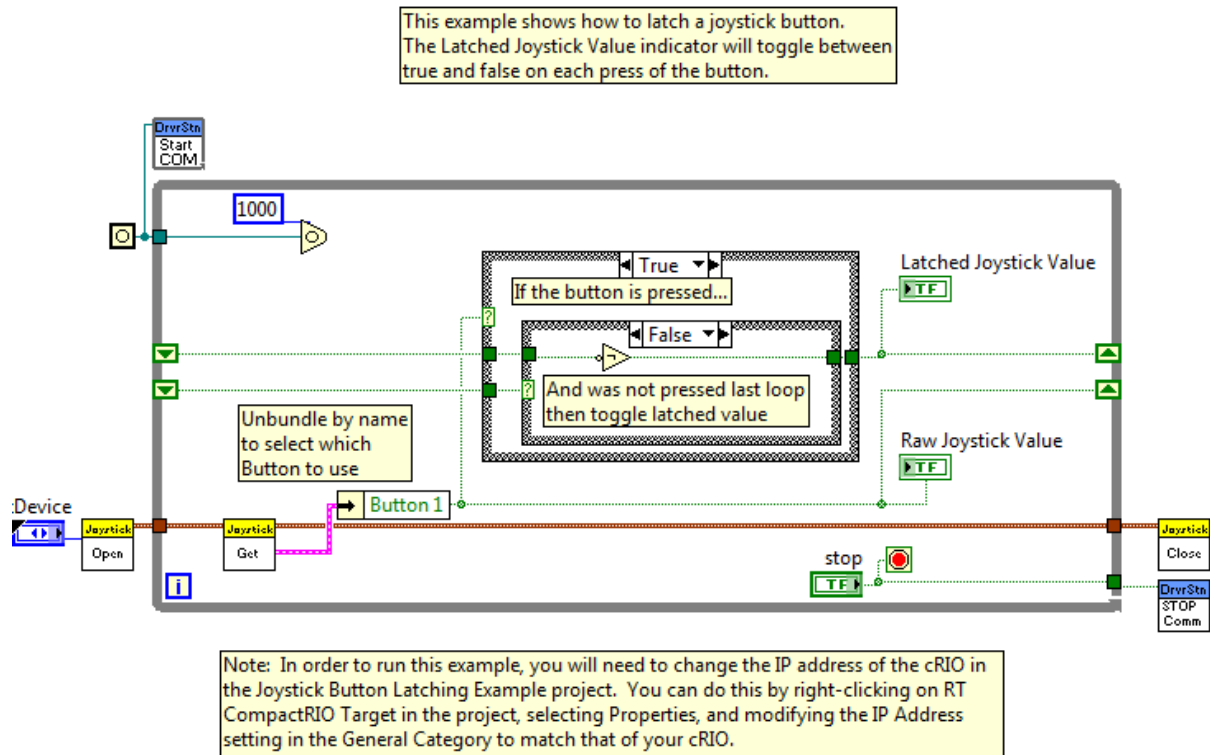 This example shows how to latch a joystick button.
The Latched Joystick Value indicator will toggle between
true and false on each press of the button.
DrvrStn
Start
COM
1000
True
If the button is pressed...
Latched Joystick Value
TF
?
False
?
And was not pressed last loop
then toggle latched value
Unbundle by name
to select which
Button to use
Raw Joystick Value
TF
Button 1
:Device
Joystick
Open
Joystick
Get
Joystick
Close
stop
TF
i
DrvrStn
STOP
Comm
Note:  In order to run this example, you will need to change the IP address of the cRIO in
the Joystick Button Latching Example project.  You can do this by right-clicking on RT
CompactRIO Target in the project, selecting Properties, and modifying the IP Address
setting in the General Category to match that of your cRIO.